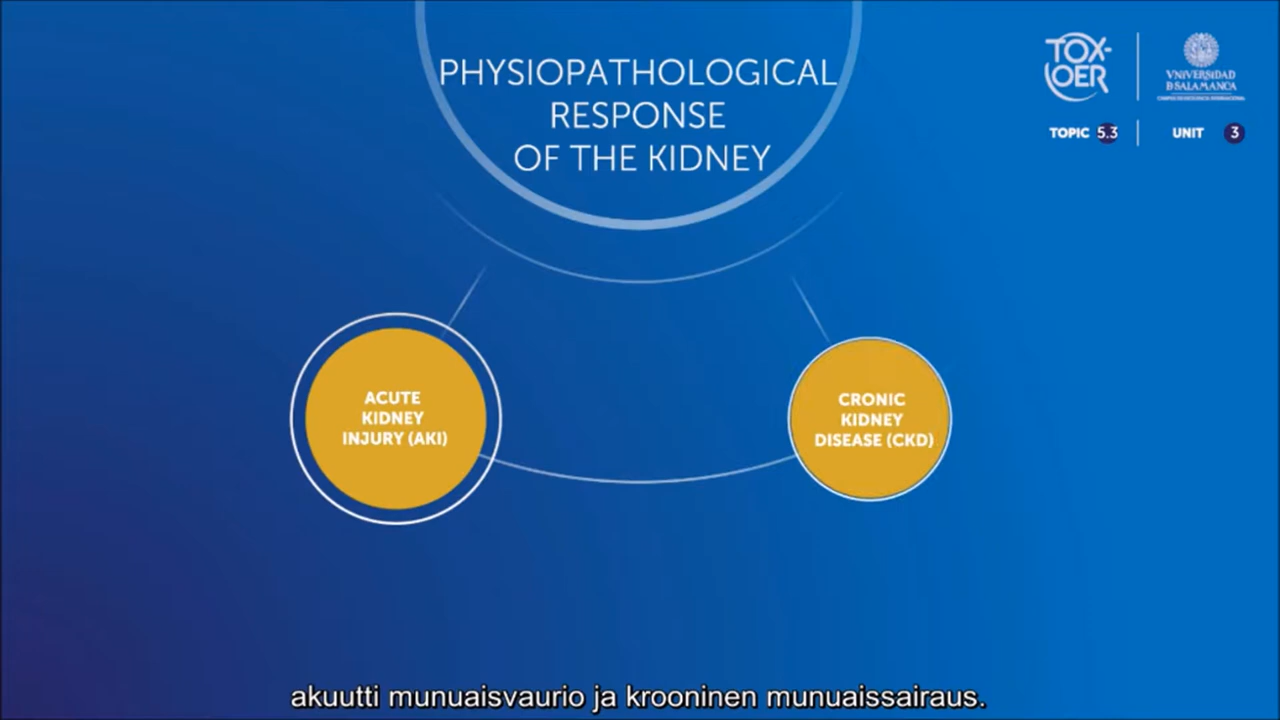 PHYSIOPATHOLOGICAL
RESPONSE
OF THE KIDNEY
TOX-
OER
VNIVERSIDAD
D SALAMANCA
TOPIC 5.3
UNIT 3
ACUTE
KIDNEY
INJURY (AKI)
CRONIC
KIDNEY
DISEASE (CKD)
akuutti munuaisvaurio ja krooninen munuaissairaus.